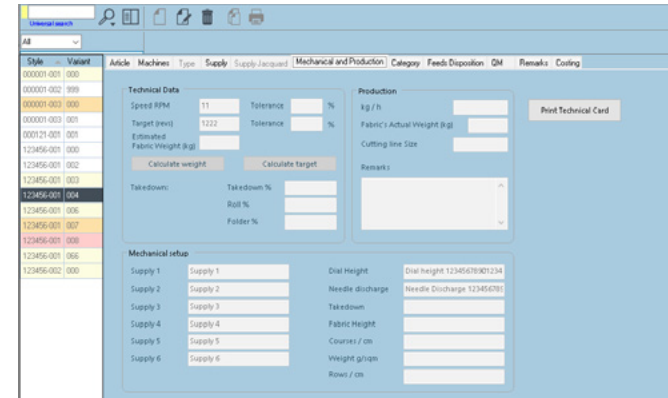 Universal search
All
Style Variant
Article Machines Type Supply Supply Jacquard Mechanical and Production Category Feeds Disposition QM Remarks Costing
000001-001 000
000001-002 999
000001-003 000
000001-003 001
000121-001 001
123456-001 000
123456-001 002
123456-001 003
123456-001 004
123456-001 006
123456-001 007
123456-001 008
123456-001 066
123456-002 000
Technical Data
Speed RPM 11 Tolerance %
Target (revs) 1222 Tolerance %
Estimated
Fabric Weight (kg)
Calculate weight Calculate target
Takedown: Takedown %
Roll %
Folder %
Production
kg / h
Fabric's Actual Weight (kg)
Cutting line Size
Remarks
Print Technical Card
Mechanical setup
Supply 1 Supply 1 Dial Height Dial height 12345678901234
Supply 2 Supply 2 Needle discharge Needle Discharge 12345678
Supply 3 Supply 3 Takedown
Supply 4 Supply 4 Fabric Height
Supply 5 Supply 5 Courses / cm
Supply 6 Supply 6 Weight g/sqm
Rows / cm